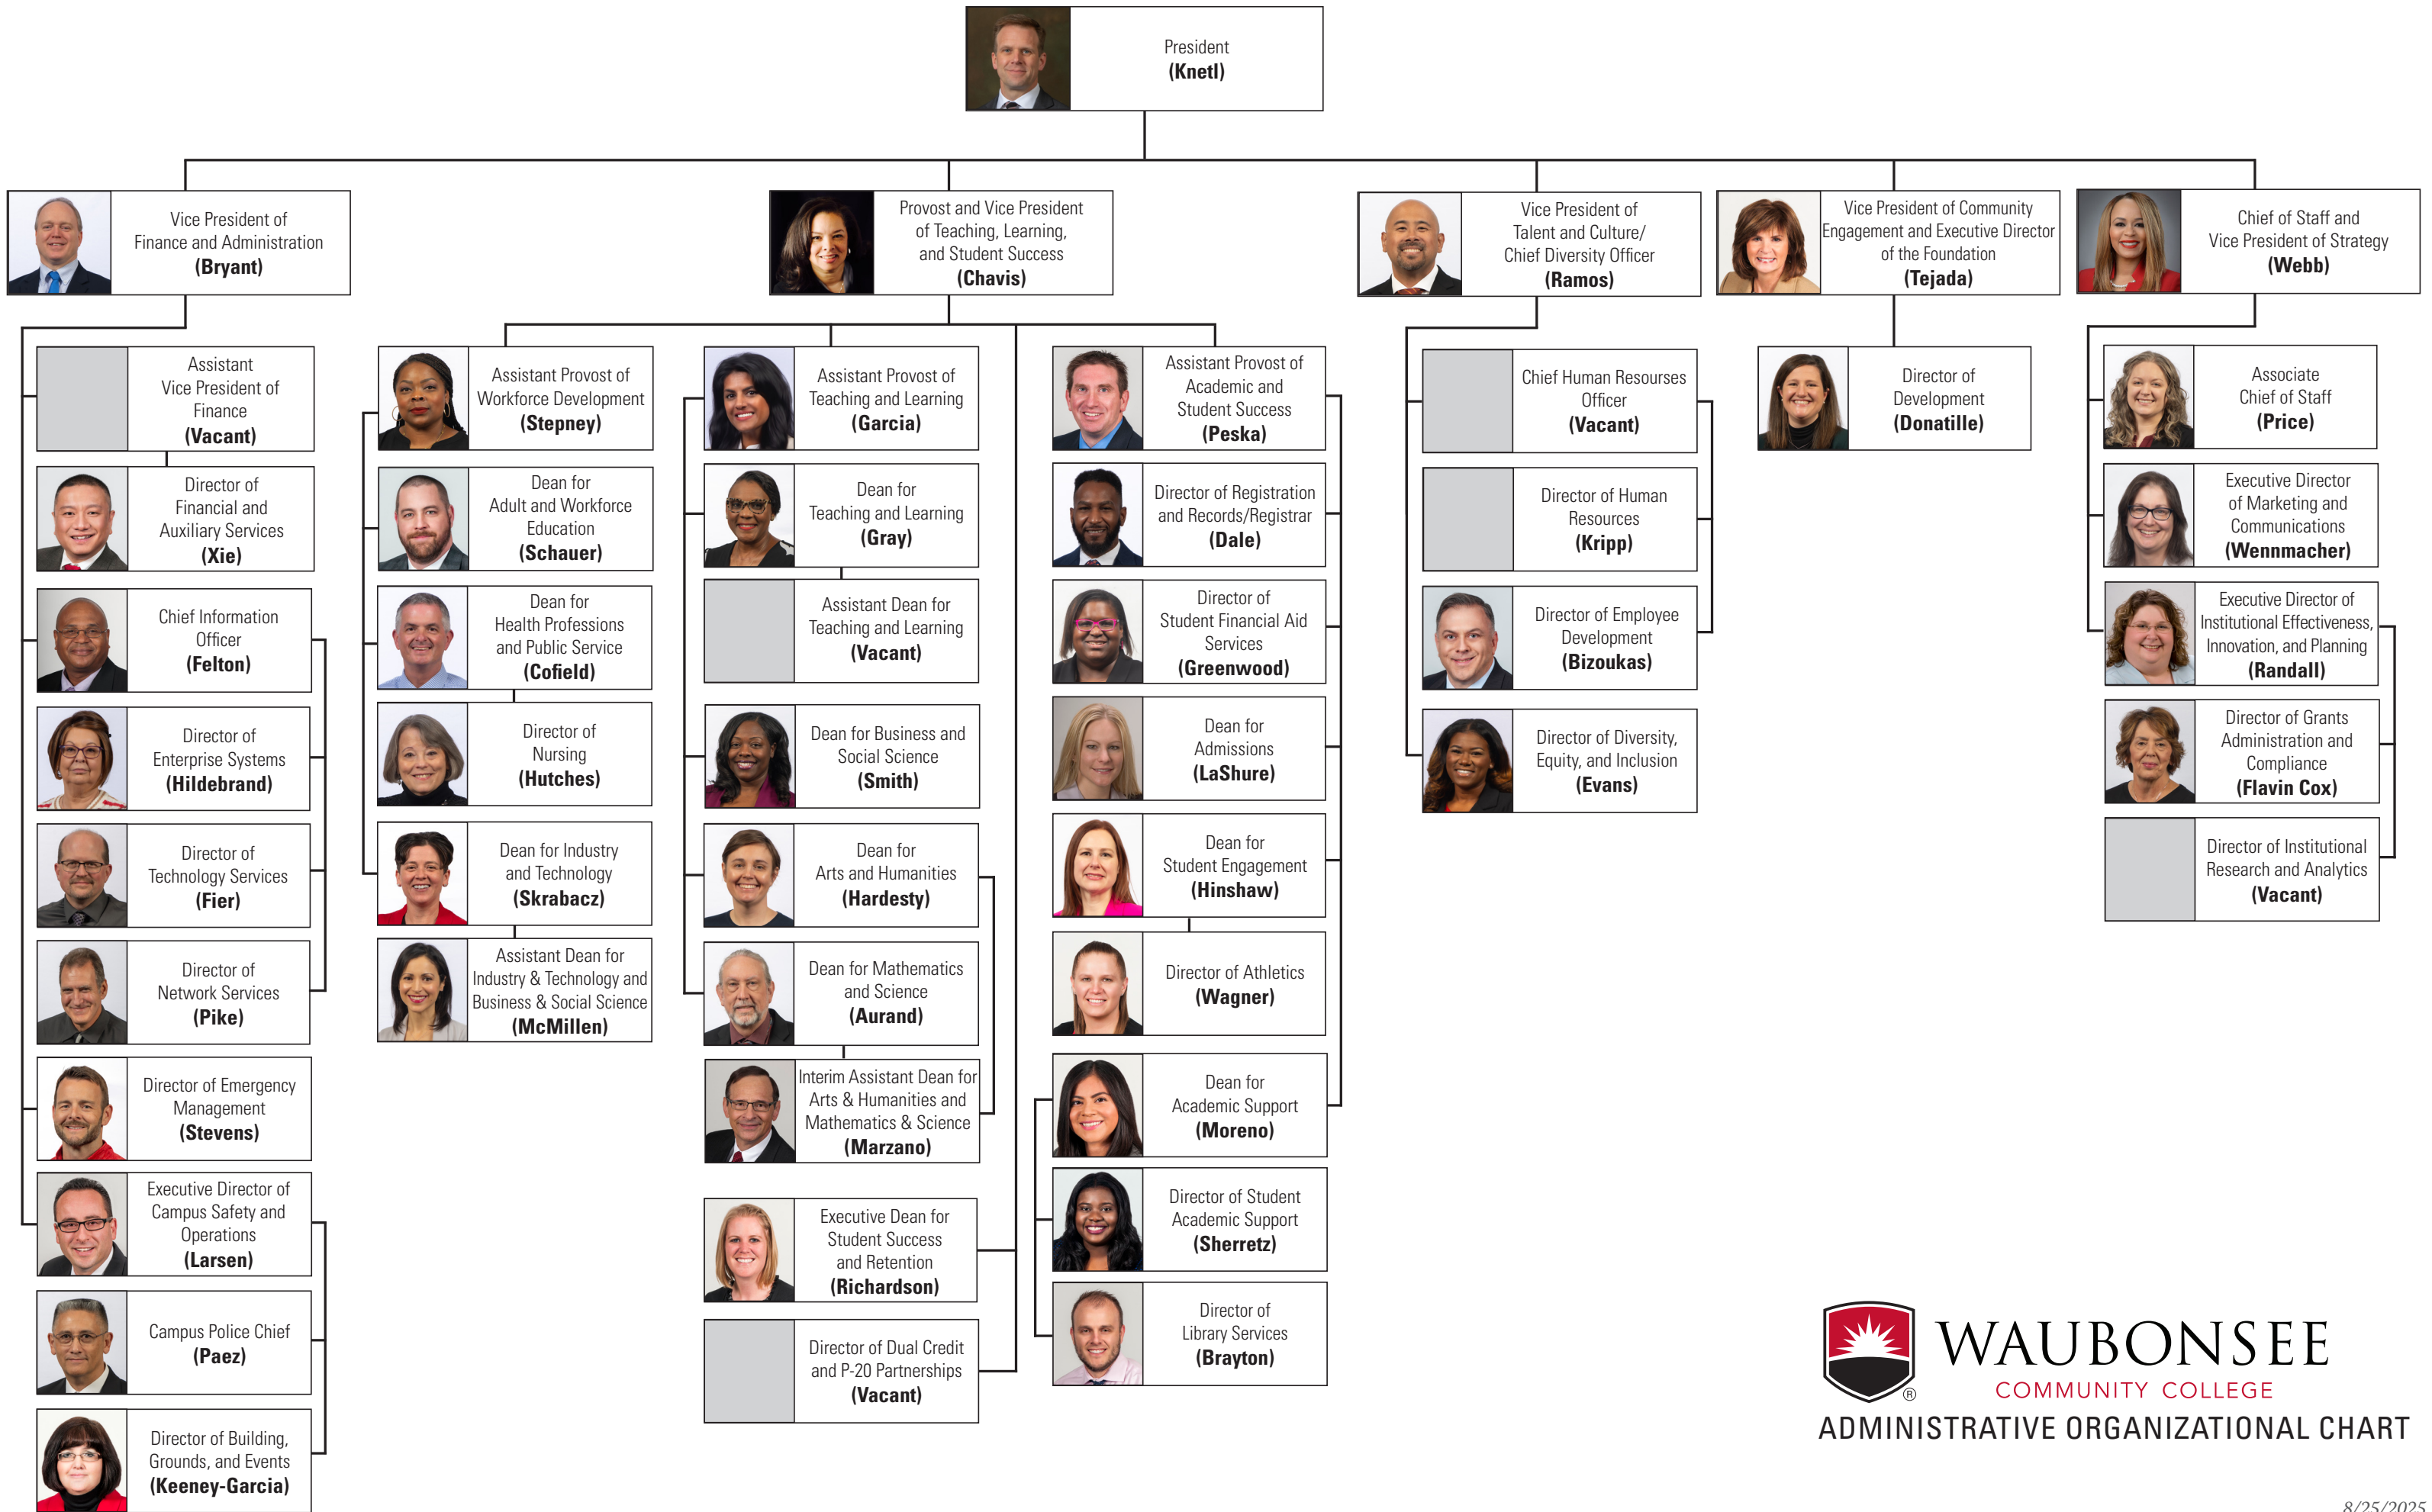 President
(Knetl)
Vice President of
Finance and Administration
(Bryant)
Provost and Vice President
of Teaching, Learning,
and Student Success
(Chavis)
Vice President of
Talent and Culture/
Chief Diversity Officer
(Ramos)
Vice President of Community
Engagement and Executive Director
of the Foundation
(Tejada)
Chief of Staff and
Vice President of Strategy
(Webb)
Assistant
Vice President of
Finance
(Vacant)
Director of
Financial and
Auxiliary Services
(Xie)
Chief Information
Officer
(Felton)
Director of
Enterprise Systems
(Hildebrand)
Director of
Technology Services
(Fier)
Director of
Network Services
(Pike)
Director of Emergency
Management
(Stevens)
Executive Director of
Campus Safety and
Operations
(Larsen)
Campus Police Chief
(Paez)
Director of Building,
Grounds, and Events
(Keeney-Garcia)
Assistant Provost of
Workforce Development
(Stepney)
Dean for
Adult and Workforce
Education
(Schauer)
Dean for
Health Professions
and Public Service
(Cofield)
Director of
Nursing
(Hutches)
Dean for Industry
and Technology
(Skrabacz)
Assistant Dean for
Industry & Technology and
Business & Social Science
(McMillen)
Assistant Provost of
Teaching and Learning
(Garcia)
Dean for
Teaching and Learning
(Gray)
Assistant Dean for
Teaching and Learning
(Vacant)
Dean for Business and
Social Science
(Smith)
Dean for
Arts and Humanities
(Hardesty)
Dean for Mathematics
and Science
(Aurand)
Interim Assistant Dean for
Arts & Humanities and
Mathematics & Science
(Marzano)
Executive Dean for
Student Success
and Retention
(Richardson)
Director of Dual Credit
and P-20 Partnerships
(Vacant)
Assistant Provost of
Academic and
Student Success
(Peska)
Director of Registration
and Records/Registrar
(Dale)
Director of
Student Financial Aid
Services
(Greenwood)
Dean for
Admissions
(LaShure)
Dean for
Student Engagement
(Hinshaw)
Director of Athletics
(Wagner)
Dean for
Academic Support
(Moreno)
Director of Student
Academic Support
(Sherretz)
Director of
Library Services
(Brayton)
Chief Human Resourses
Officer
(Vacant)
Director of Human
Resources
(Kripp)
Director of Employee
Development
(Bizoukas)
Director of Diversity,
Equity, and Inclusion
(Evans)
Director of
Development
(Donatille)
Associate
Chief of Staff
(Price)
Executive Director
of Marketing and
Communications
(Wennmacher)
Executive Director of
Institutional Effectiveness,
Innovation, and Planning
(Randall)
Director of Grants
Administration and
Compliance
(Flavin Cox)
Director of Institutional
Research and Analytics
(Vacant)
WAUBONSEE
®
COMMUNITY COLLEGE
ADMINISTRATIVE ORGANIZATIONAL CHART
8/25/2025